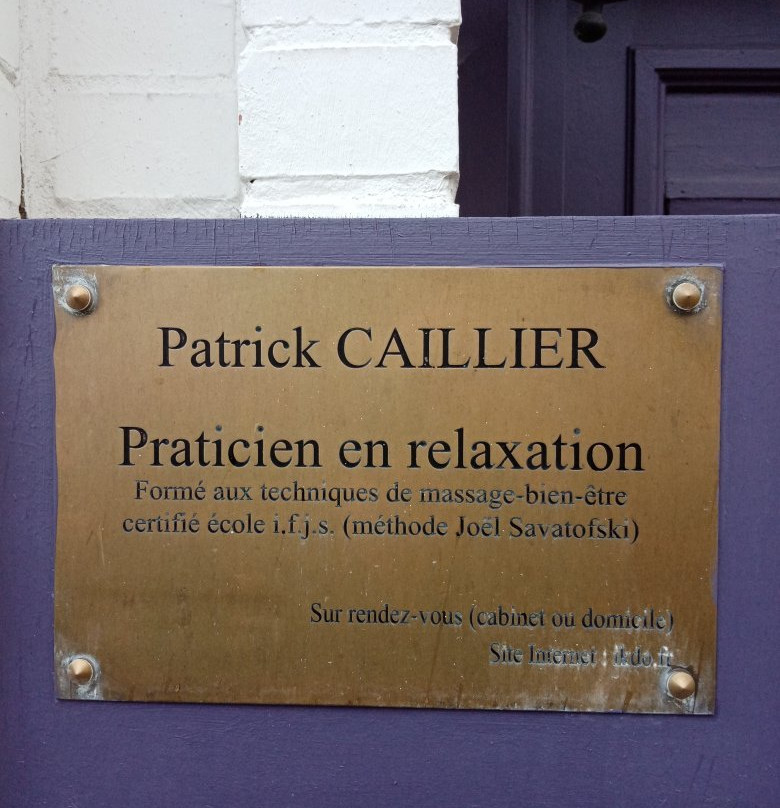 Patrick CAILLIER
Praticien en relaxation
Formé aux techniques de massage-bien-être
certifié école i.f.j.s. (méthode Joël Savatofski)
Sur rendez-vous (cabinet ou domicile)
Site Internet :